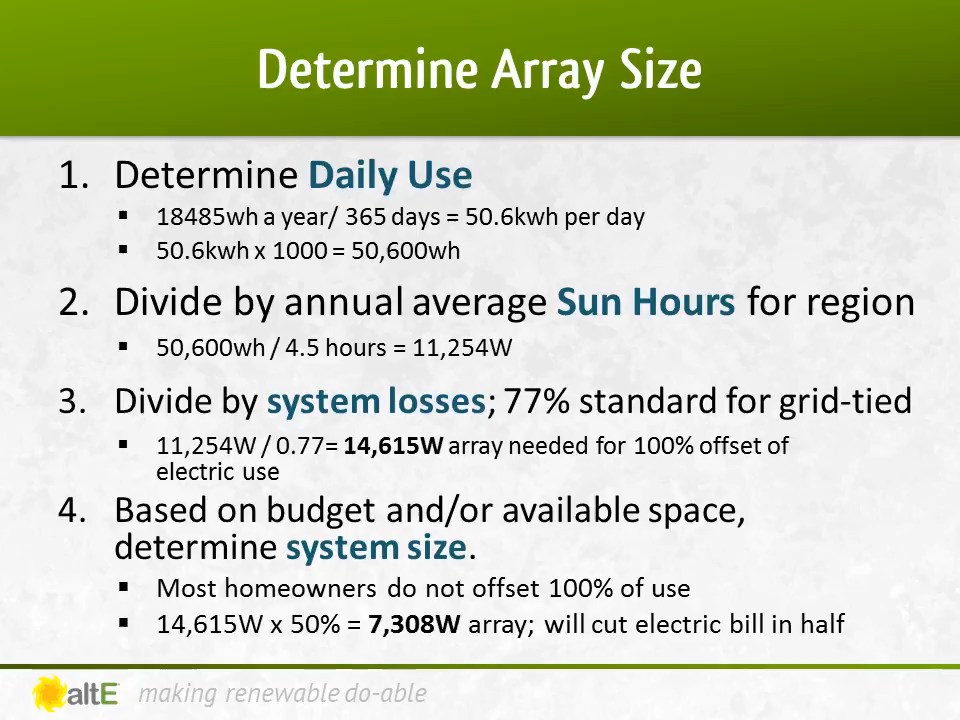 Determine Array Size
1. Determine Daily Use
▪ 18485wh a year/ 365 days = 50.6kwh per day
▪ 50.6kwh x 1000 = 50,600wh
2. Divide by annual average Sun Hours for region
▪ 50,600wh / 4.5 hours = 11,254W
3. Divide by system losses; 77% standard for grid-tied
▪ 11,254W / 0.77= 14,615W array needed for 100% offset of
electric use
4. Based on budget and/or available space,
determine system size.
▪ Most homeowners do not offset 100% of use
▪ 14,615W x 50% = 7,308W array; will cut electric bill in half
altE making renewable do-able